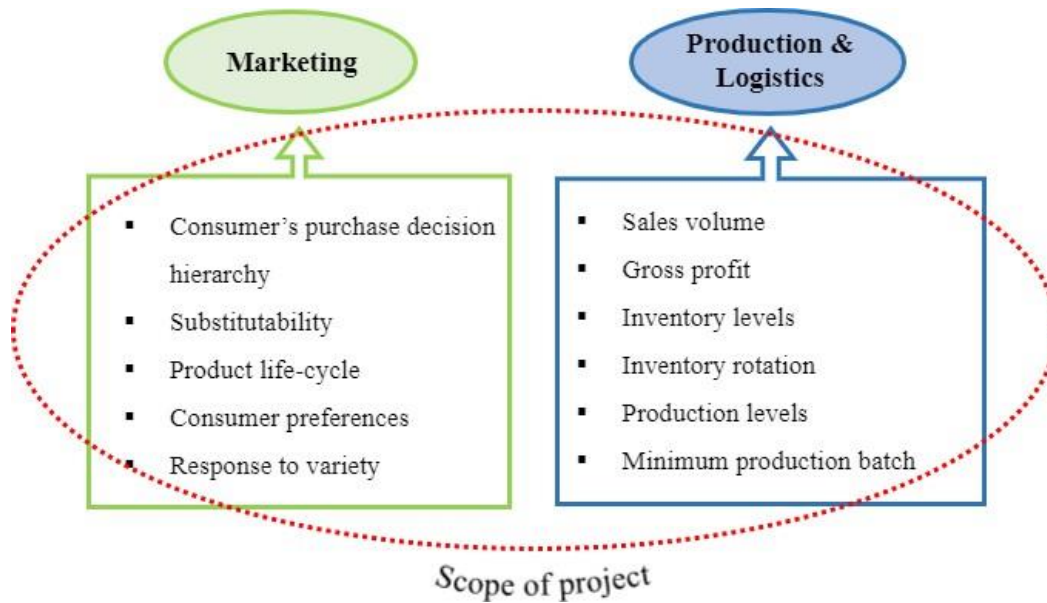 Marketing
Production &
Logistics
▪ Consumer’s purchase decision
hierarchy
▪ Substitutability
▪ Product life-cycle
▪ Consumer preferences
▪ Response to variety
▪ Sales volume
▪ Gross profit
▪ Inventory levels
▪ Inventory rotation
▪ Production levels
▪ Minimum production batch
Scope of project